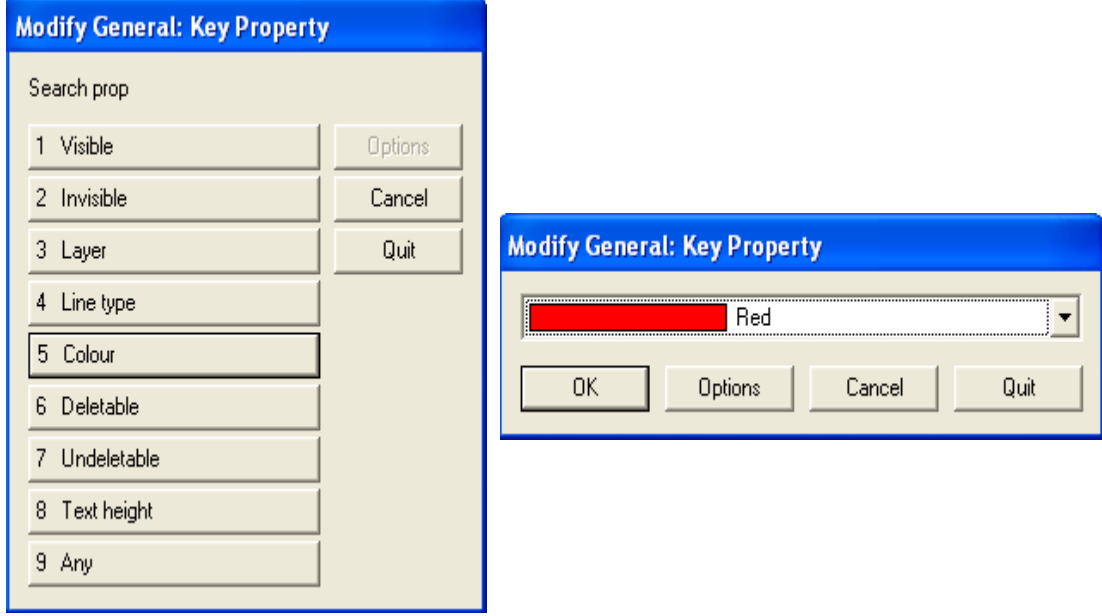 Modify General: Key Property
Search prop
1 Visible
Options
2 Invisible
Cancel
3 Layer
Quit
4 Line type
5 Colour
6 Deletable
7 Undeletable
8 Text height
9 Any
Modify General: Key Property
Red
OK
Options
Cancel
Quit